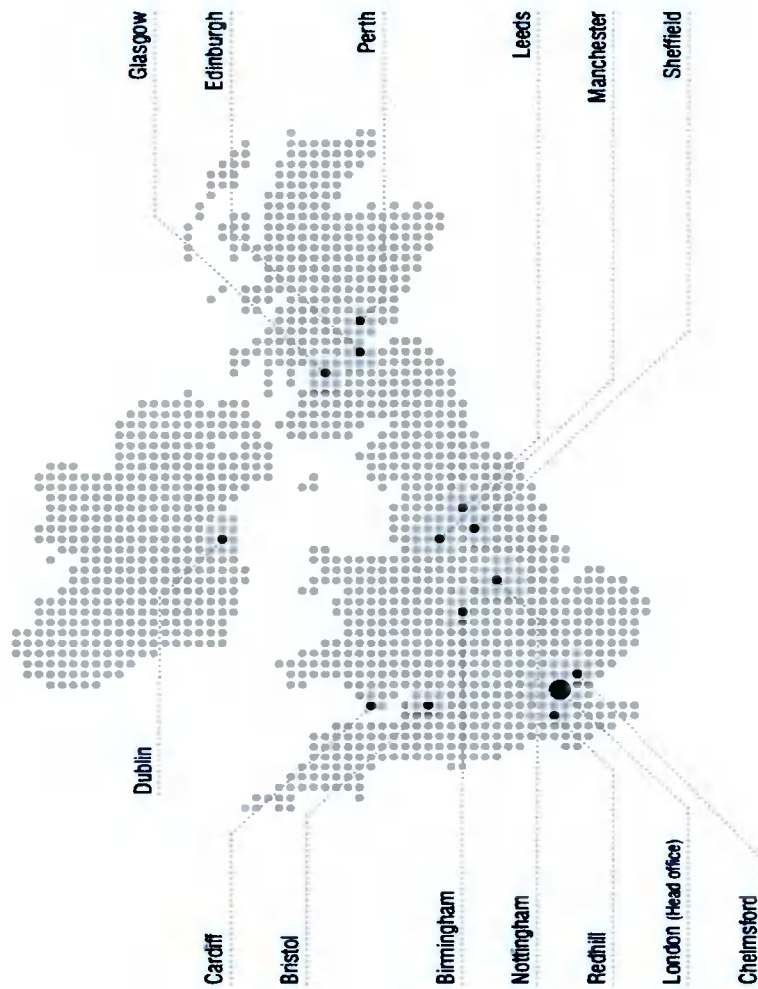 Glasgow
Edinburgh
Perth
Leeds
Manchester
Sheffield
Dublin
Cardiff
Bristol
Birmingham
Nottingham
Redhill
London (Head office)
Chelmsford